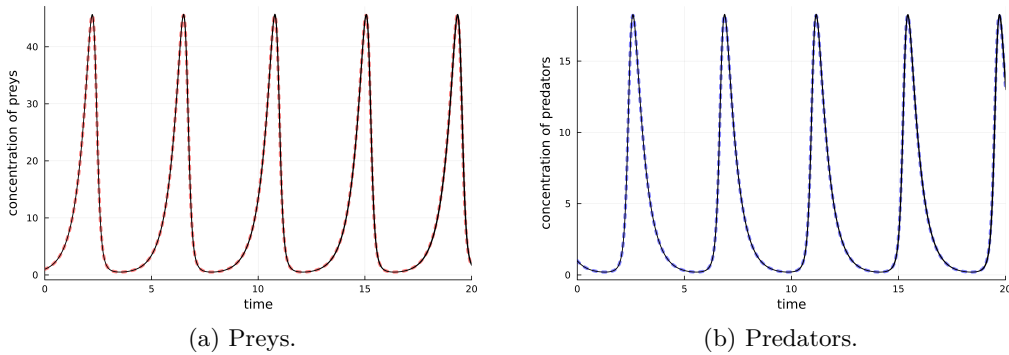 concentration of preys
40
30
20
10
0
0 5 10 15 20
time
(a) Preys.
concentration of predators
15
10
5
0
0 5 10 15 20
time
(b) Predators.